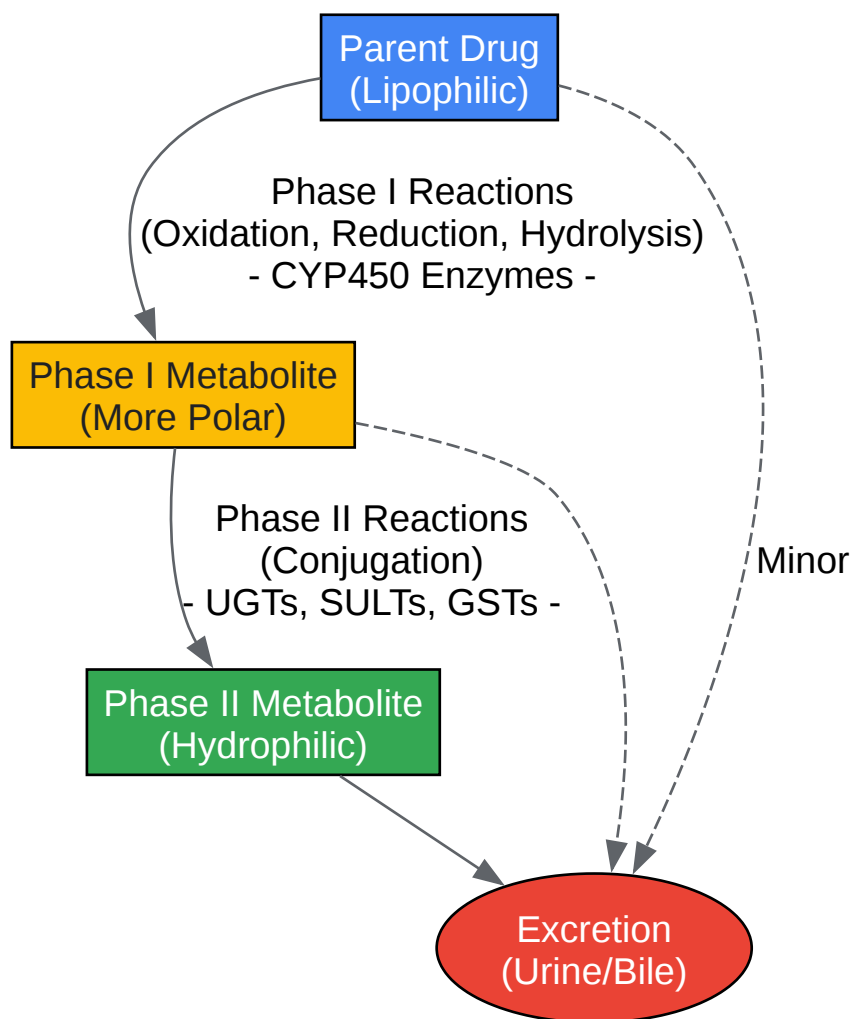 Parent Drug
(Lipophilic)
Phase I Reactions
(Oxidation, Reduction, Hydrolysis)
- CYP450 Enzymes -
Phase I Metabolite
(More Polar)
Phase II Reactions
(Conjugation)
- UGTs, SULTs, GSTs -
Minor
Phase II Metabolite
(Hydrophilic)
Excretion
(Urine/Bile)